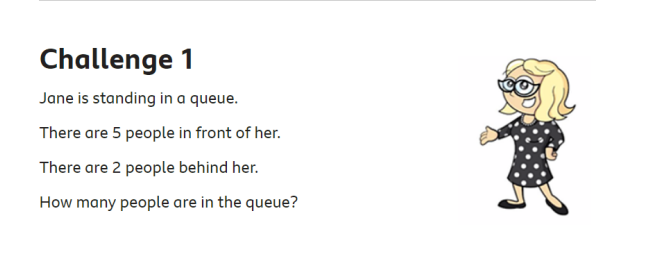 Challenge 1
Jane is standing in a queue.
There are 5 people in front of her.
There are 2 people behind her.
How many people are in the queue?